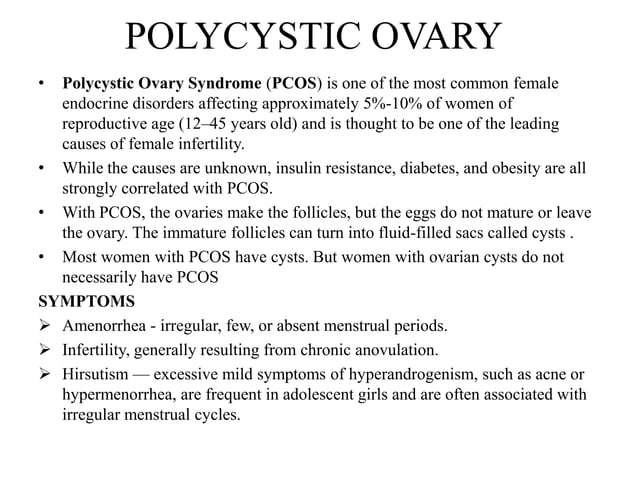 POLYCYSTIC OVARY
• Polycystic Ovary Syndrome (PCOS) is one of the most common female
endocrine disorders affecting approximately 5%-10% of women of
reproductive age (12–45 years old) and is thought to be one of the leading
causes of female infertility.
• While the causes are unknown, insulin resistance, diabetes, and obesity are all
strongly correlated with PCOS.
• With PCOS, the ovaries make the follicles, but the eggs do not mature or leave
the ovary. The immature follicles can turn into fluid-filled sacs called cysts .
• Most women with PCOS have cysts. But women with ovarian cysts do not
necessarily have PCOS
SYMPTOMS
➢ Amenorrhea - irregular, few, or absent menstrual periods.
➢ Infertility, generally resulting from chronic anovulation.
➢ Hirsutism — excessive mild symptoms of hyperandrogenism, such as acne or
hypermenorrhea, are frequent in adolescent girls and are often associated with
irregular menstrual cycles.